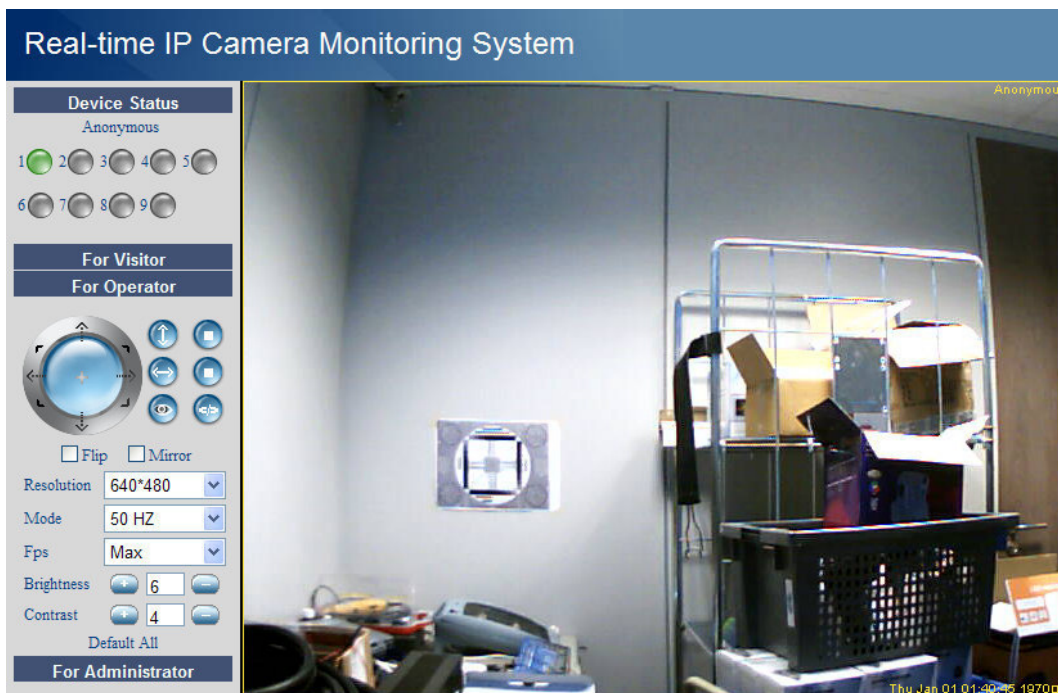 Real-time IP Camera Monitoring System
Device Status
Anonymous
1 2 3 4 5
6 7 8 9
For Visitor
For Operator
Flip Mirror
Resolution 640*480
Mode 50 HZ
Fps Max
Brightness + 6 −
Contrast + 4 −
Default All
For Administrator
Anonymou
Thu Jan 01 01:40:45 1970